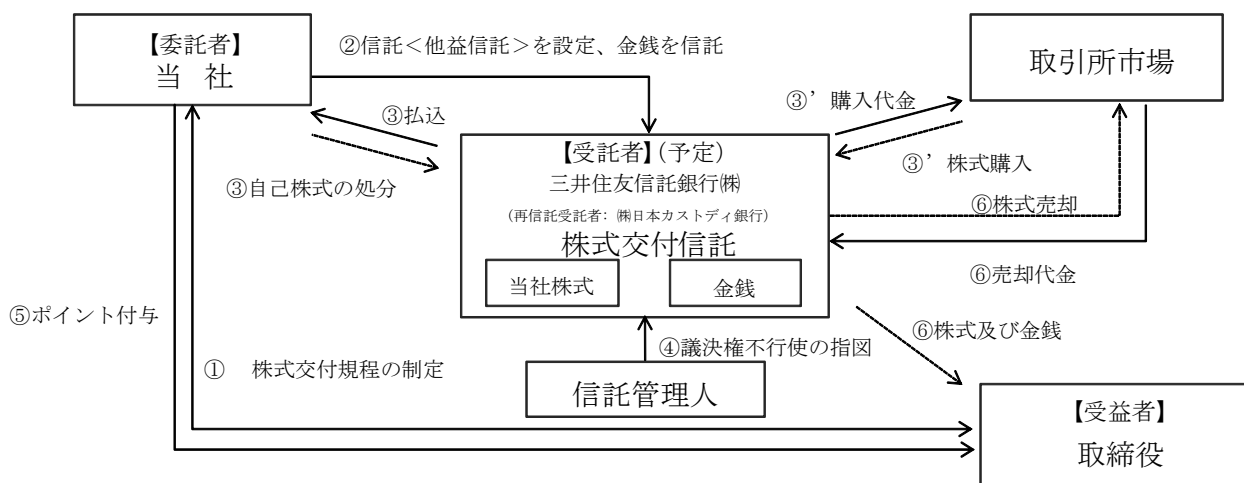 【委託者】
当 社
②信託＜他益信託＞を設定、金銭を信託
取引所市場
③払込
③’ 購入代金
③自己株式の処分
【受託者】（予定）
三井住友信託銀行㈱
（再信託受託者：㈱日本カストディ銀行）
株式交付信託
当社株式
金銭
③’ 株式購入
⑥株式売却
⑥売却代金
⑤ポイント付与
⑥株式及び金銭
④議決権不行使の指図
① 株式交付規程の制定
信託管理人
【受益者】
取締役